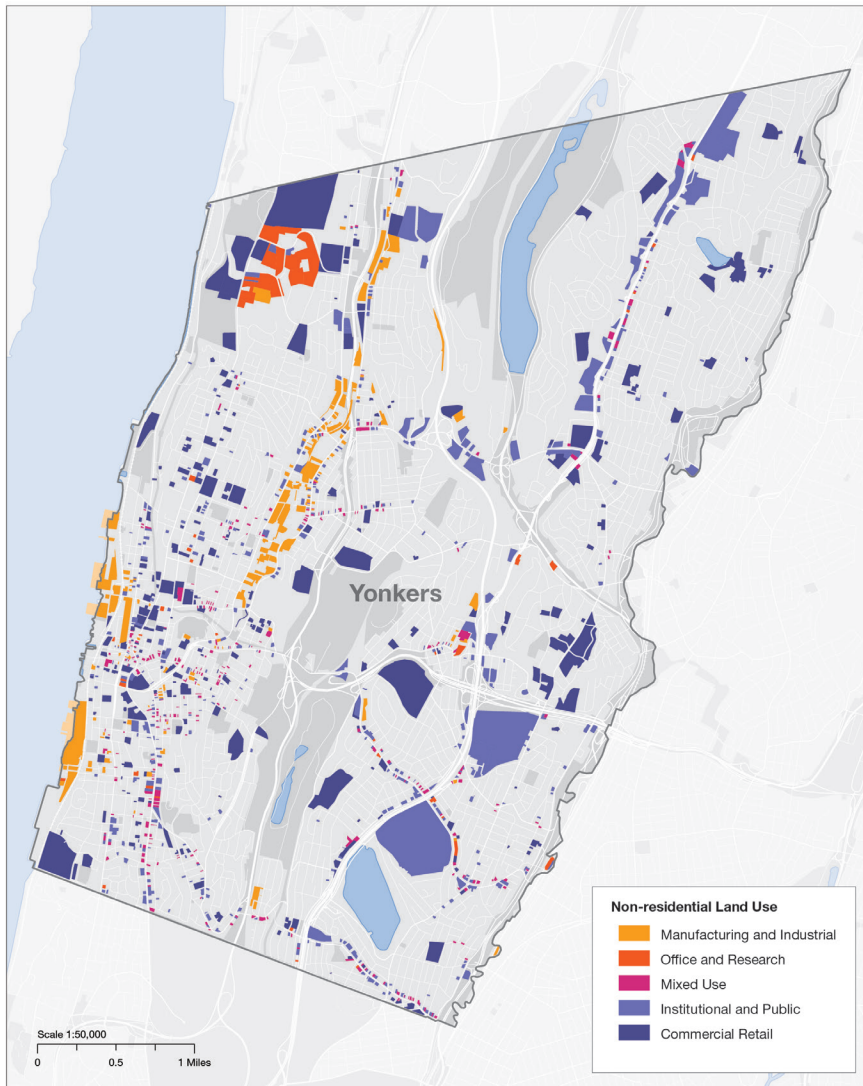 Yonkers
Non-residential Land Use
Manufacturing and Industrial
Office and Research
Mixed Use
Institutional and Public
Commercial Retail
Scale 1:50,000
0 0.5 1 Miles